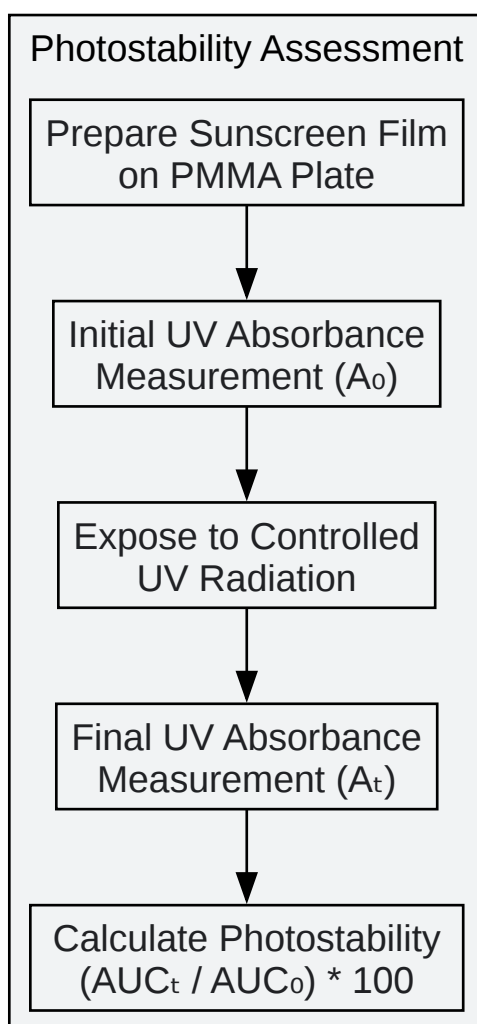 Photostability Assessment
Prepare Sunscreen Film
on PMMA Plate
Initial UV Absorbance
Measurement (A₀)
Expose to Controlled
UV Radiation
Final UV Absorbance
Measurement (Aₜ)
Calculate Photostability
(AUCₜ / AUC₀) * 100